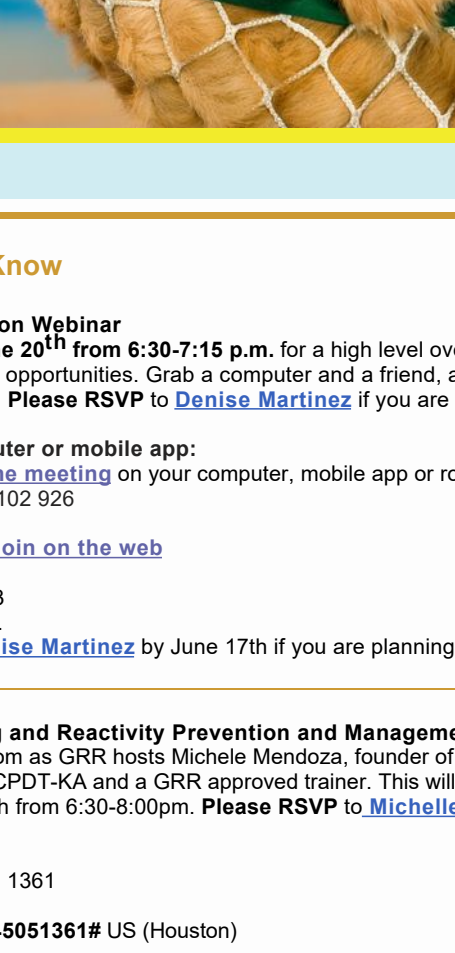 Know
on Webinar
e 20th from 6:30-7:15 p.m. for a high level ov
opportunities. Grab a computer and a friend, a
Please RSVP to Denise Martinez if you are
uter or mobile app:
he meeting on your computer, mobile app or ro
102 926
oin on the web
3
ise Martinez by June 17th if you are planning
g and Reactivity Prevention and Manageme
om as GRR hosts Michele Mendoza, founder of
CPDT-KA and a GRR approved trainer. This will
h from 6:30-8:00pm. Please RSVP to Michelle
1361
5051361# US (Houston)